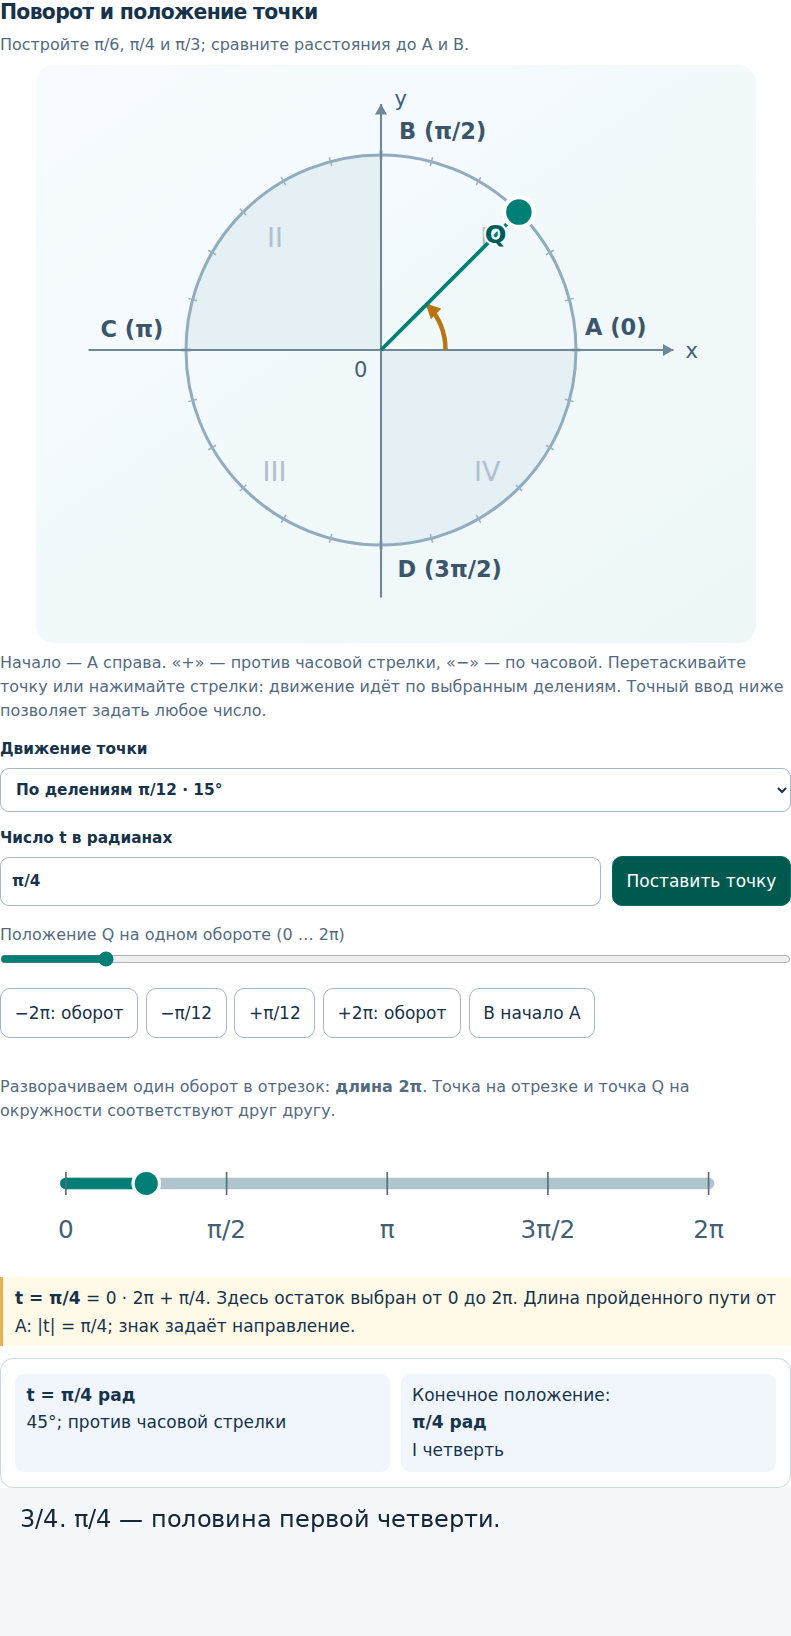 Поворот и положение точки
Постройте π/6, π/4 и π/3; сравните расстояния до A и B.
y
B (π/2)
II
Q
C (π)
A (0)
x
0
III
IV
D (3π/2)
Начало — A справа. «+» — против часовой стрелки, «−» — по часовой. Перетаскивайте
точку или нажимайте стрелки: движение идёт по выбранным делениям. Точный ввод ниже
позволяет задать любое число.
Движение точки
По делениям π/12 · 15°
Число t в радианах
π/4
Поставить точку
Положение Q на одном обороте (0 … 2π)
−2π: оборот
−π/12
+π/12
+2π: оборот
В начало A
Разворачиваем один оборот в отрезок: длина 2π. Точка на отрезке и точка Q на
окружности соответствуют друг другу.
0
π/2
π
3π/2
2π
t = π/4 = 0 · 2π + π/4. Здесь остаток выбран от 0 до 2π. Длина пройденного пути от
A: |t| = π/4; знак задаёт направление.
t = π/4 рад
45°; против часовой стрелки
Конечное положение:
π/4 рад
I четверть
3/4. π/4 — половина первой четверти.